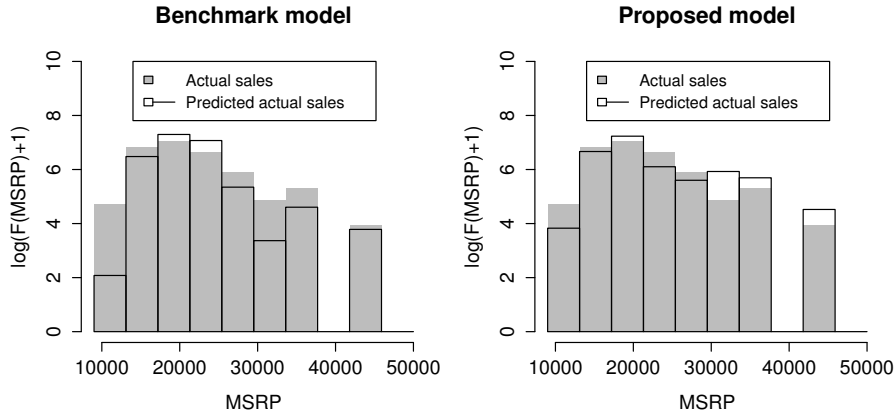 Benchmark model
Actual sales
Predicted actual sales
log(F(MSRP)+1)
10
8
6
4
2
0
10000 20000 30000 40000 50000
MSRP
Proposed model
Actual sales
Predicted actual sales
log(F(MSRP)+1)
10
8
6
4
2
0
10000 20000 30000 40000 50000
MSRP